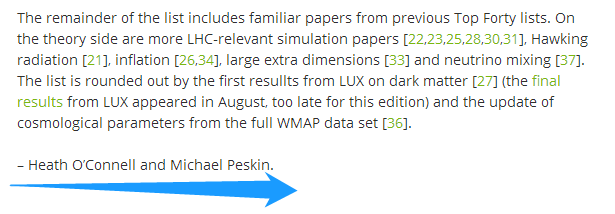 The remainder of the list includes familiar papers from previous Top Forty lists. On
the theory side are more LHC-relevant simulation papers [22,23,25,28,30,31], Hawking
radiation [21], inflation [26,34], large extra dimensions [33] and neutrino mixing [37].
The list is rounded out by the first resullts from LUX on dark matter [27] (the final
results from LUX appeared in August, too late for this edition) and the update of
cosmological parameters from the full WMAP data set [36].
– Heath O’Connell and Michael Peskin.